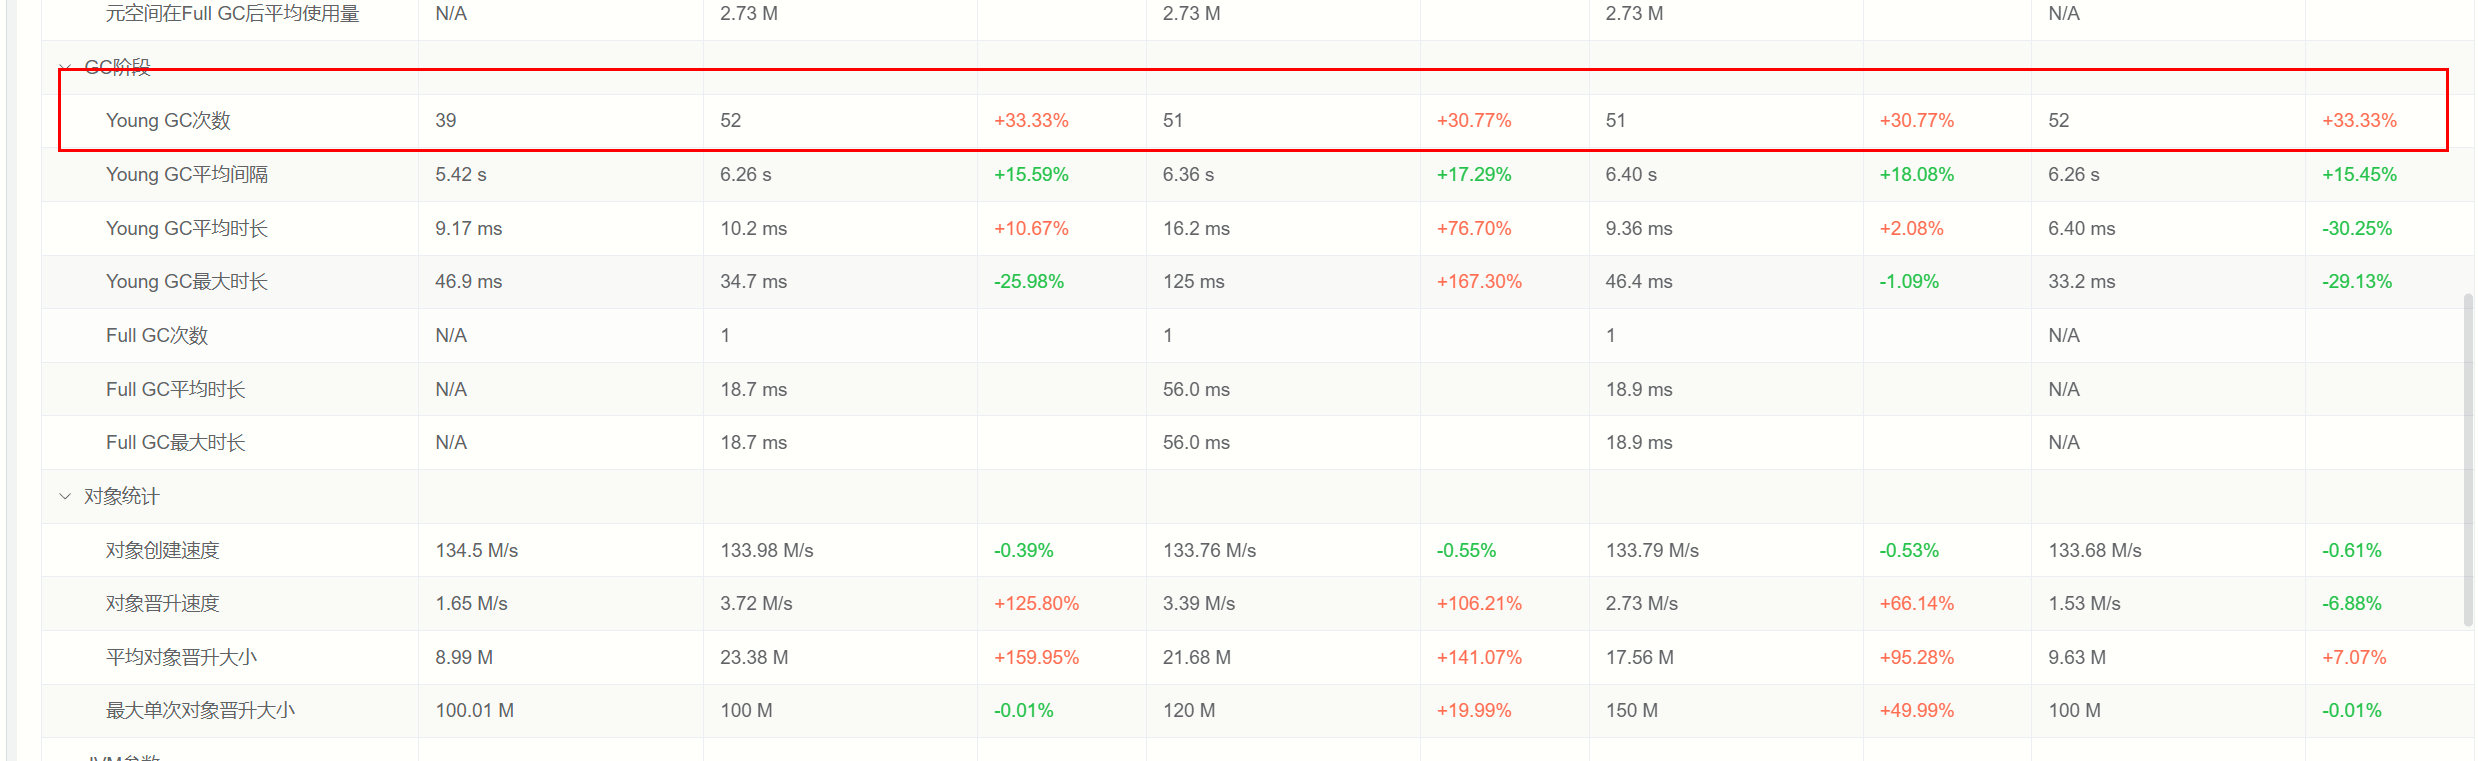 元空间在Full GC后平均使用量 N/A 2.73 M 2.73 M 2.73 M N/A
GC阶段
Young GC次数 39 52 +33.33% 51 +30.77% 51 +30.77% 52 +33.33%
Young GC平均间隔 5.42 s 6.26 s +15.59% 6.36 s +17.29% 6.40 s +18.08% 6.26 s +15.45%
Young GC平均时长 9.17 ms 10.2 ms +10.67% 16.2 ms +76.70% 9.36 ms +2.08% 6.40 ms -30.25%
Young GC最大时长 46.9 ms 34.7 ms -25.98% 125 ms +167.30% 46.4 ms -1.09% 33.2 ms -29.13%
Full GC次数 N/A 1 1 1 N/A
Full GC平均时长 N/A 18.7 ms 56.0 ms 18.9 ms N/A
Full GC最大时长 N/A 18.7 ms 56.0 ms 18.9 ms N/A
对象统计
对象创建速度 134.5 M/s 133.98 M/s -0.39% 133.76 M/s -0.55% 133.79 M/s -0.53% 133.68 M/s -0.61%
对象晋升速度 1.65 M/s 3.72 M/s +125.80% 3.39 M/s +106.21% 2.73 M/s +66.14% 1.53 M/s -6.88%
平均对象晋升大小 8.99 M 23.38 M +159.95% 21.68 M +141.07% 17.56 M +95.28% 9.63 M +7.07%
最大单次对象晋升大小 100.01 M 100 M -0.01% 120 M +19.99% 150 M +49.99% 100 M -0.01%
JVM参数